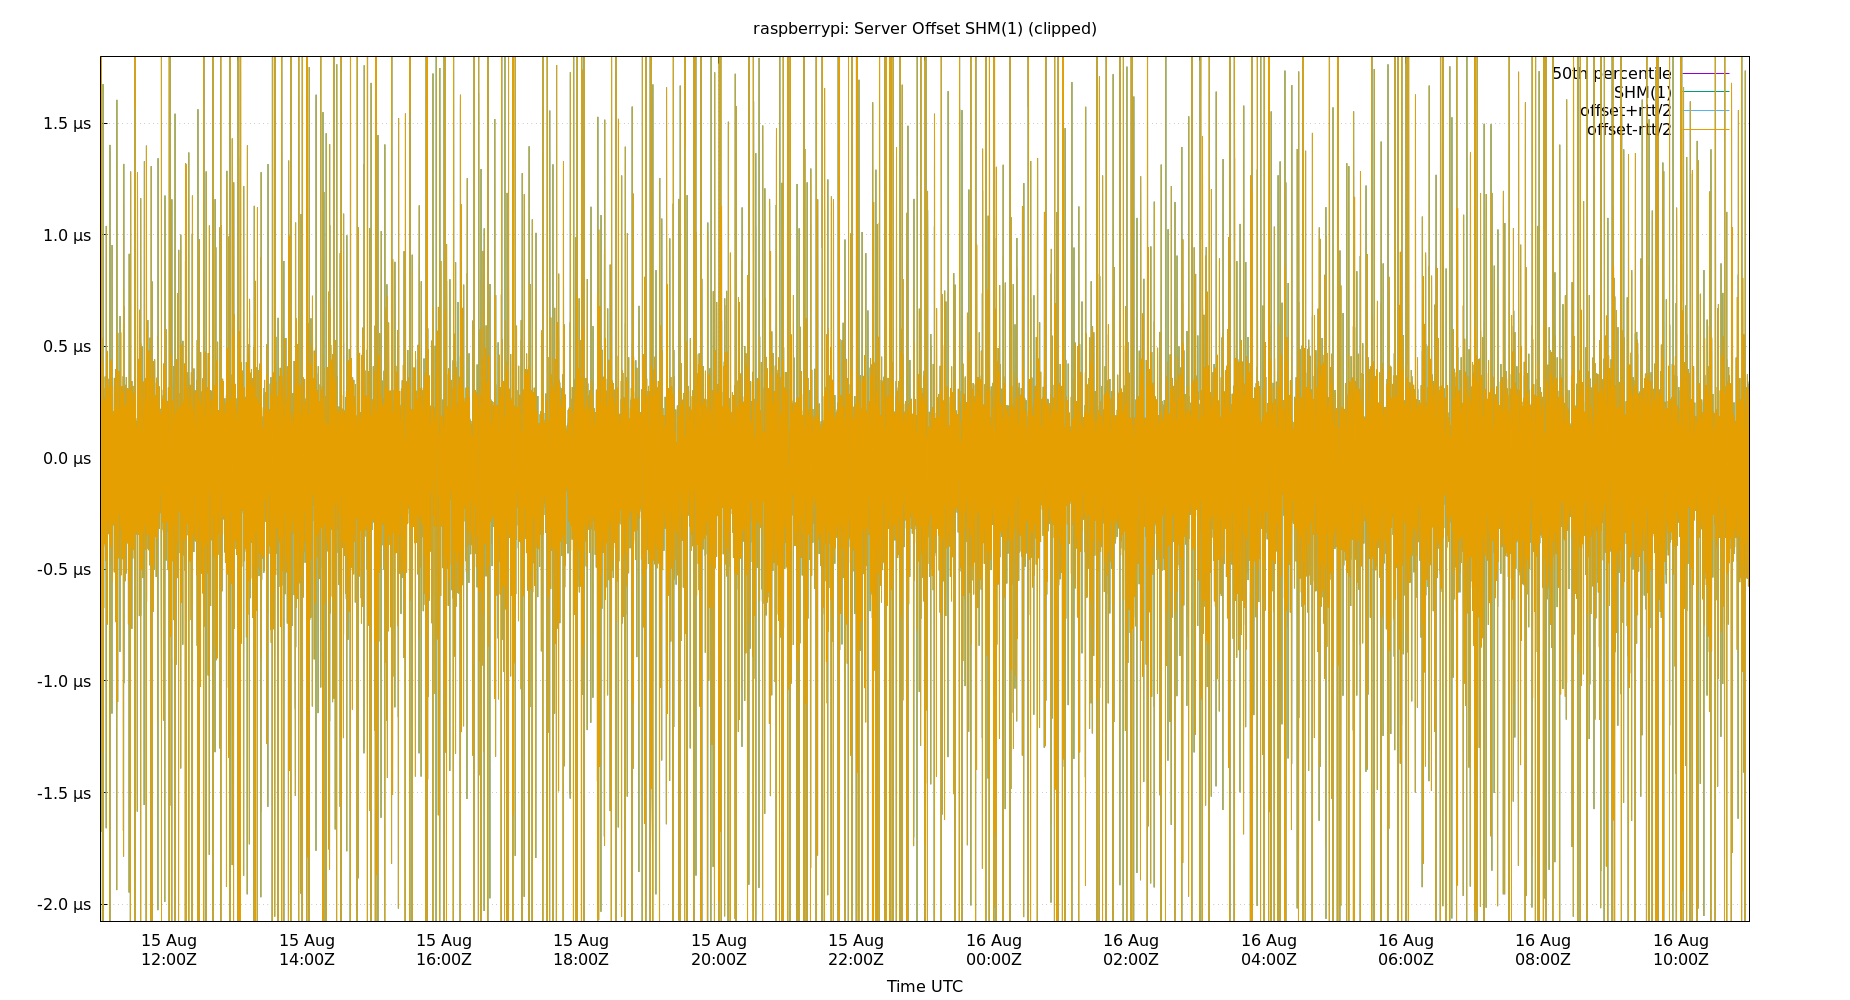 raspberrypi: Server Offset SHM(1) (clipped)
50th percentile
SHM(1)
offset+rtt/2
offset-rtt/2
1.5 µs
1.0 µs
0.5 µs
0.0 µs
-0.5 µs
-1.0 µs
-1.5 µs
-2.0 µs
15 Aug 15 Aug 15 Aug 15 Aug 15 Aug 15 Aug 16 Aug 16 Aug 16 Aug 16 Aug 16 Aug 16 Aug
12:00Z 14:00Z 16:00Z 18:00Z 20:00Z 22:00Z 00:00Z 02:00Z 04:00Z 06:00Z 08:00Z 10:00Z
Time UTC